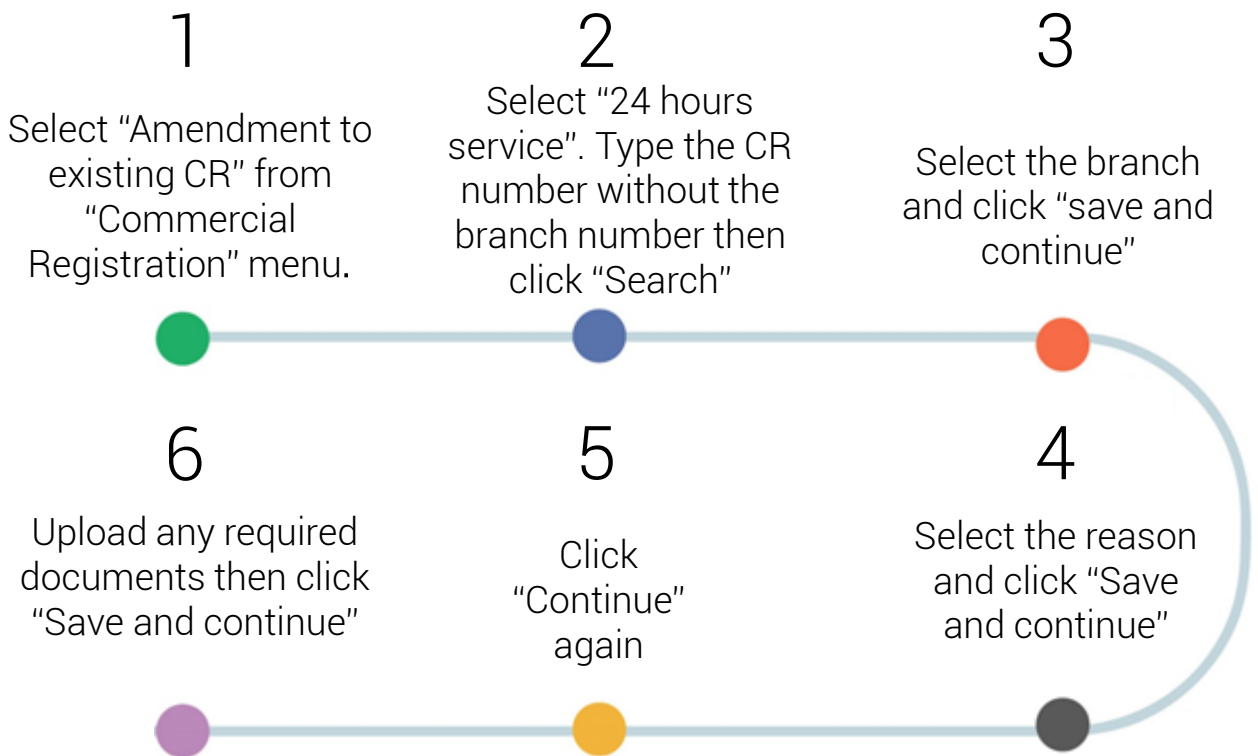 1
Select “Amendment to
existing CR” from
“Commercial
Registration” menu.
2
Select “24 hours
service”. Type the CR
number without the
branch number then
click “Search”
3
Select the branch
and click “save and
continue”
4
Select the reason
and click “Save
and continue”
5
Click
“Continue”
again
6
Upload any required
documents then click
“Save and continue”